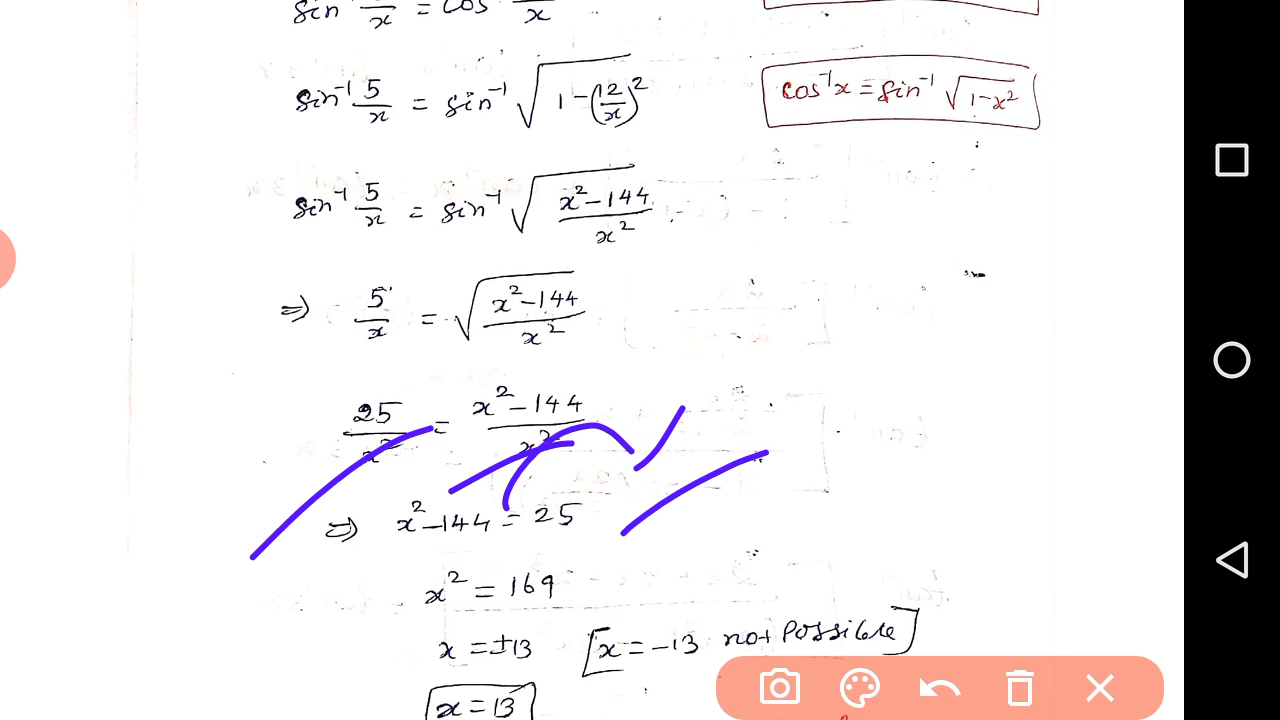 sin⁻¹ 5/x = sin⁻¹ √(1-(12/x)²)
cos⁻¹x = sin⁻¹ √(1-x²)
sin⁻¹ 5/x = sin⁻¹ √((x²-144)/x²)
⇒ 5/x = √((x²-144)/x²)
25/x² = (x²-144)/x²
⇒ x²-144 = 25
x² = 169
x = ±13 [x = -13 not possible]
x = 13